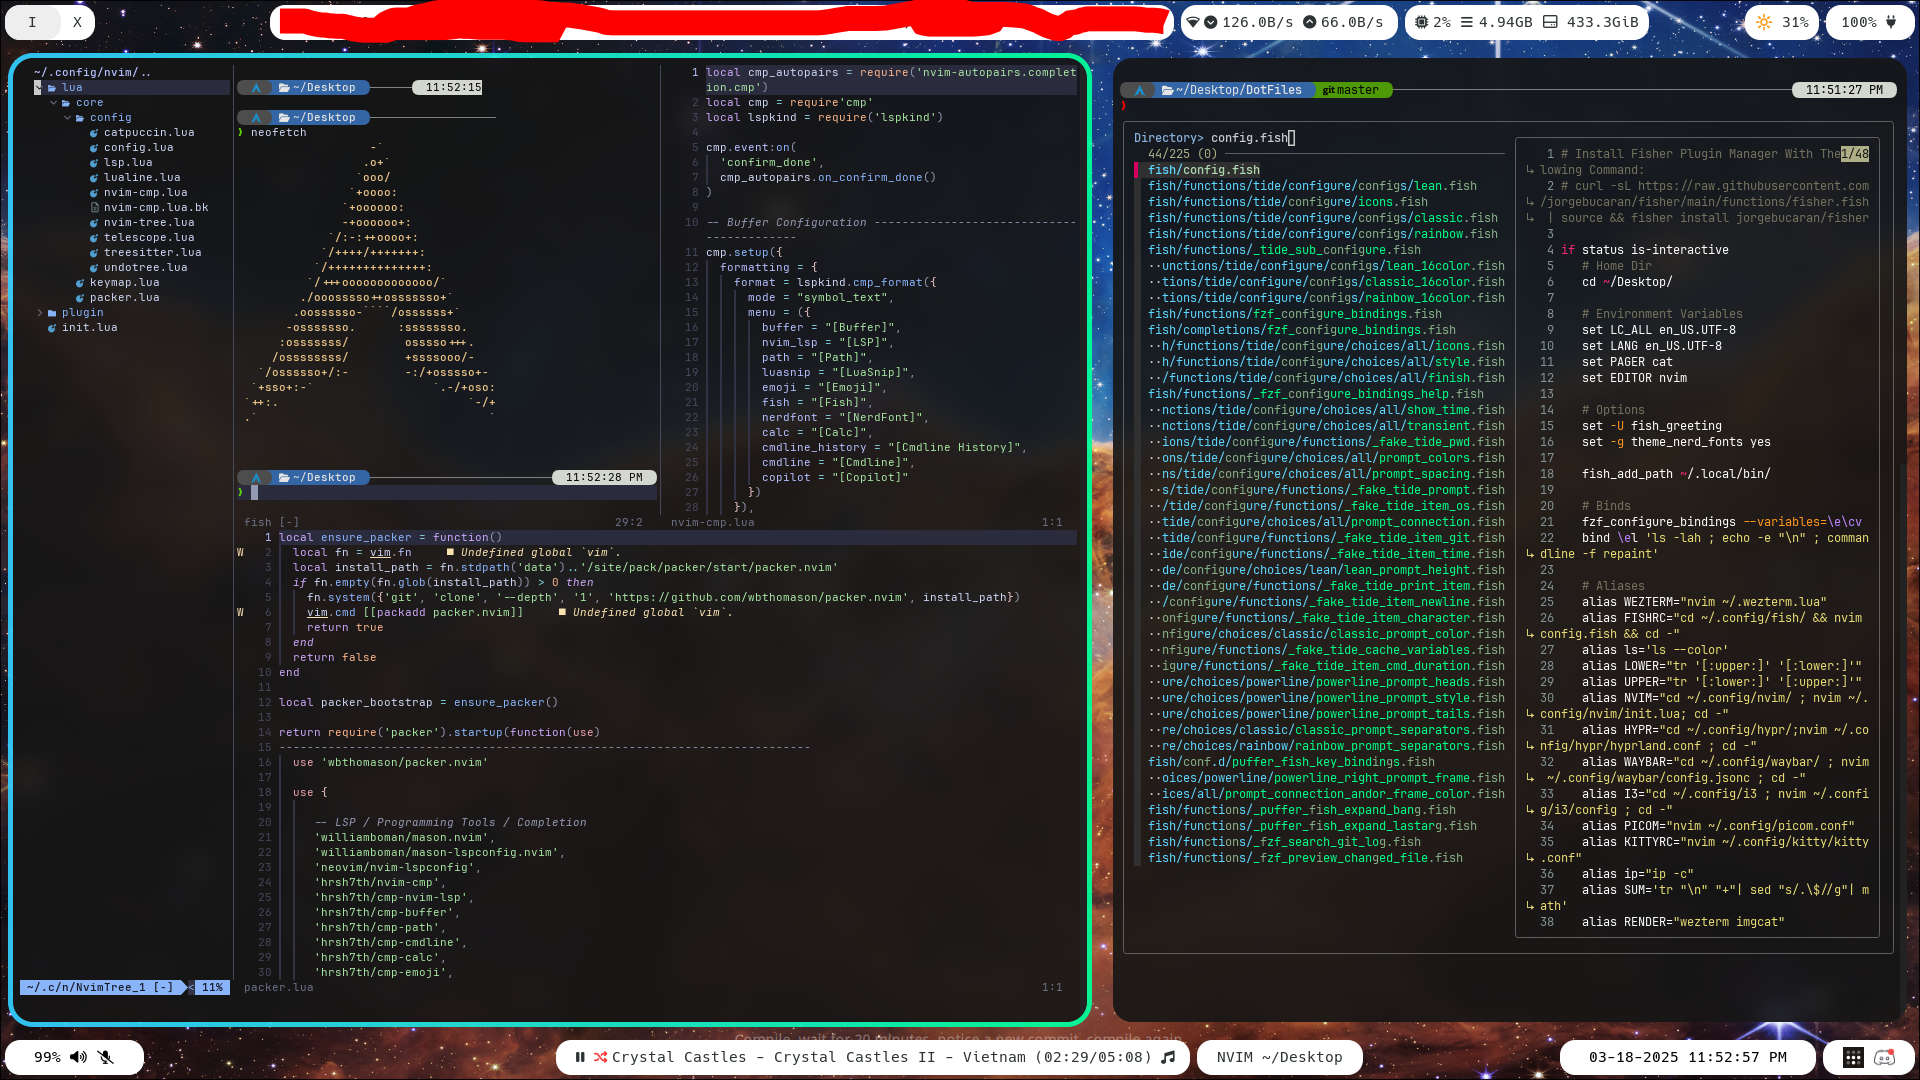 I X
126.0B/s 66.0B/s
2% 4.94GB 433.3GiB
31%
100%
~/.config/nvim/..
lua
core
config
catpuccin.lua
config.lua
lsp.lua
lualine.lua
nvim-cmp.lua
nvim-cmp.lua.bk
nvim-tree.lua
telescope.lua
treesitter.lua
undotree.lua
keymap.lua
packer.lua
plugin
init.lua
~/.c/n/NvimTree_1 [-] < 11%
~/Desktop 11:52:15
~/Desktop
❩ neofetch
-`
.o+`
`ooo/
`+oooo:
`+oooooo:
-+oooooo+:
`/:-:++oooo+:
`/++++/+++++++:
`/++++++++++++++:
`/+++ooooooooooooo/`
./ooosssso++osssssso+`
.oossssso-````/ossssss+`
-osssssso. :ssssssso.
:osssssss/ osssso+++.
/ossssssss/ +ssssooo/-
`/ossssso+/:- -:/+osssso+-
`+sso+:-` `.-/+oso:
`++:. `-/+
.` `
~/Desktop 11:52:28 PM
❩
fish [-] 29:2
1 local cmp_autopairs = require('nvim-autopairs.complet
ion.cmp')
2 local cmp = require'cmp'
3 local lspkind = require('lspkind')
4
5 cmp.event:on(
6 'confirm_done',
7 cmp_autopairs.on_confirm_done()
8 )
9
10 -- Buffer Configuration -----------------------------
-------------
11 cmp.setup({
12 formatting = {
13 format = lspkind.cmp_format({
14 mode = "symbol_text",
15 menu = ({
16 buffer = "[Buffer]",
17 nvim_lsp = "[LSP]",
18 path = "[Path]",
19 luasnip = "[LuaSnip]",
20 emoji = "[Emoji]",
21 fish = "[Fish]",
22 nerdfont = "[NerdFont]",
23 calc = "[Calc]",
24 cmdline_history = "[Cmdline History]",
25 cmdline = "[Cmdline]",
26 copilot = "[Copilot]"
27 })
28 }),
nvim-cmp.lua 1:1
1 local ensure_packer = function()
W 2 local fn = vim.fn ■ Undefined global `vim`.
3 local install_path = fn.stdpath('data')..'/site/pack/packer/start/packer.nvim'
4 if fn.empty(fn.glob(install_path)) > 0 then
5 fn.system({'git', 'clone', '--depth', '1', 'https://github.com/wbthomason/packer.nvim', install_path})
W 6 vim.cmd [[packadd packer.nvim]] ■ Undefined global `vim`.
7 return true
8 end
9 return false
10 end
11
12 local packer_bootstrap = ensure_packer()
13
14 return require('packer').startup(function(use)
15 ----------------------------------------------------------------------------
16 use 'wbthomason/packer.nvim'
17
18 use {
19
20 -- LSP / Programming Tools / Completion
21 'williamboman/mason.nvim',
22 'williamboman/mason-lspconfig.nvim',
23 'neovim/nvim-lspconfig',
24 'hrsh7th/nvim-cmp',
25 'hrsh7th/cmp-nvim-lsp',
26 'hrsh7th/cmp-buffer',
27 'hrsh7th/cmp-path',
28 'hrsh7th/cmp-cmdline',
29 'hrsh7th/cmp-calc',
30 'hrsh7th/cmp-emoji',
packer.lua 1:1
~/Desktop/DotFiles git master 11:51:27 PM
❩
Directory> config.fish
44/225 (0)
fish/config.fish
fish/functions/tide/configure/configs/lean.fish
fish/functions/tide/configure/icons.fish
fish/functions/tide/configure/configs/classic.fish
fish/functions/tide/configure/configs/rainbow.fish
fish/functions/_tide_sub_configure.fish
··unctions/tide/configure/configs/lean_16color.fish
··tions/tide/configure/configs/classic_16color.fish
··tions/tide/configure/configs/rainbow_16color.fish
fish/functions/fzf_configure_bindings.fish
fish/completions/fzf_configure_bindings.fish
··h/functions/tide/configure/choices/all/icons.fish
··h/functions/tide/configure/choices/all/style.fish
··/functions/tide/configure/choices/all/finish.fish
fish/functions/_fzf_configure_bindings_help.fish
··nctions/tide/configure/choices/all/show_time.fish
··nctions/tide/configure/choices/all/transient.fish
··ions/tide/configure/functions/_fake_tide_pwd.fish
··ons/tide/configure/choices/all/prompt_colors.fish
··ns/tide/configure/choices/all/prompt_spacing.fish
··s/tide/configure/functions/_fake_tide_prompt.fish
··/tide/configure/functions/_fake_tide_item_os.fish
··tide/configure/choices/all/prompt_connection.fish
··tide/configure/functions/_fake_tide_item_git.fish
··ide/configure/functions/_fake_tide_item_time.fish
··de/configure/choices/lean/lean_prompt_height.fish
··de/configure/functions/_fake_tide_print_item.fish
··/configure/functions/_fake_tide_item_newline.fish
··onfigure/functions/_fake_tide_item_character.fish
··nfigure/choices/classic/classic_prompt_color.fish
··nfigure/functions/_fake_tide_cache_variables.fish
··igure/functions/_fake_tide_item_cmd_duration.fish
··ure/choices/powerline/powerline_prompt_heads.fish
··ure/choices/powerline/powerline_prompt_style.fish
··ure/choices/powerline/powerline_prompt_tails.fish
··re/choices/classic/classic_prompt_separators.fish
··re/choices/rainbow/rainbow_prompt_separators.fish
fish/conf.d/puffer_fish_key_bindings.fish
··oices/powerline/powerline_right_prompt_frame.fish
··ices/all/prompt_connection_andor_frame_color.fish
fish/functions/_puffer_fish_expand_bang.fish
fish/functions/_puffer_fish_expand_lastarg.fish
fish/functions/_fzf_search_git_log.fish
fish/functions/_fzf_preview_changed_file.fish
1 # Install Fisher Plugin Manager With The 1/48
↳ lowing Command:
2 # curl -sL https://raw.githubusercontent.com
↳ /jorgebucaran/fisher/main/functions/fisher.fish
↳ | source && fisher install jorgebucaran/fisher
3
4 if status is-interactive
5 # Home Dir
6 cd ~/Desktop/
7
8 # Environment Variables
9 set LC_ALL en_US.UTF-8
10 set LANG en_US.UTF-8
11 set PAGER cat
12 set EDITOR nvim
13
14 # Options
15 set -U fish_greeting
16 set -g theme_nerd_fonts yes
17
18 fish_add_path ~/.local/bin/
19
20 # Binds
21 fzf_configure_bindings --variables=\e\cv
22 bind \el 'ls -lah ; echo -e "\n" ; comman
↳ dline -f repaint'
23
24 # Aliases
25 alias WEZTERM="nvim ~/.wezterm.lua"
26 alias FISHRC="cd ~/.config/fish/ && nvim
↳ config.fish && cd -"
27 alias ls='ls --color'
28 alias LOWER="tr '[:upper:]' '[:lower:]'"
29 alias UPPER="tr '[:lower:]' '[:upper:]'"
30 alias NVIM="cd ~/.config/nvim/ ; nvim ~/.
↳ config/nvim/init.lua; cd -"
31 alias HYPR="cd ~/.config/hypr/;nvim ~/.co
↳ nfig/hypr/hyprland.conf ; cd -"
32 alias WAYBAR="cd ~/.config/waybar/ ; nvim
↳ ~/.config/waybar/config.jsonc ; cd -"
33 alias I3="cd ~/.config/i3 ; nvim ~/.confi
↳ g/i3/config ; cd -"
34 alias PICOM="nvim ~/.config/picom.conf"
35 alias KITTYRC="nvim ~/.config/kitty/kitty
↳ .conf"
36 alias ip="ip -c"
37 alias SUM='tr "\n" "+"| sed "s/.\$//g"| m
↳ ath'
38 alias RENDER="wezterm imgcat"
Compile, wait for 20 minutes, notice a new commit, compile again.
99%
Crystal Castles - Crystal Castles II - Vietnam (02:29/05:08)
NVIM ~/Desktop
03-18-2025 11:52:57 PM